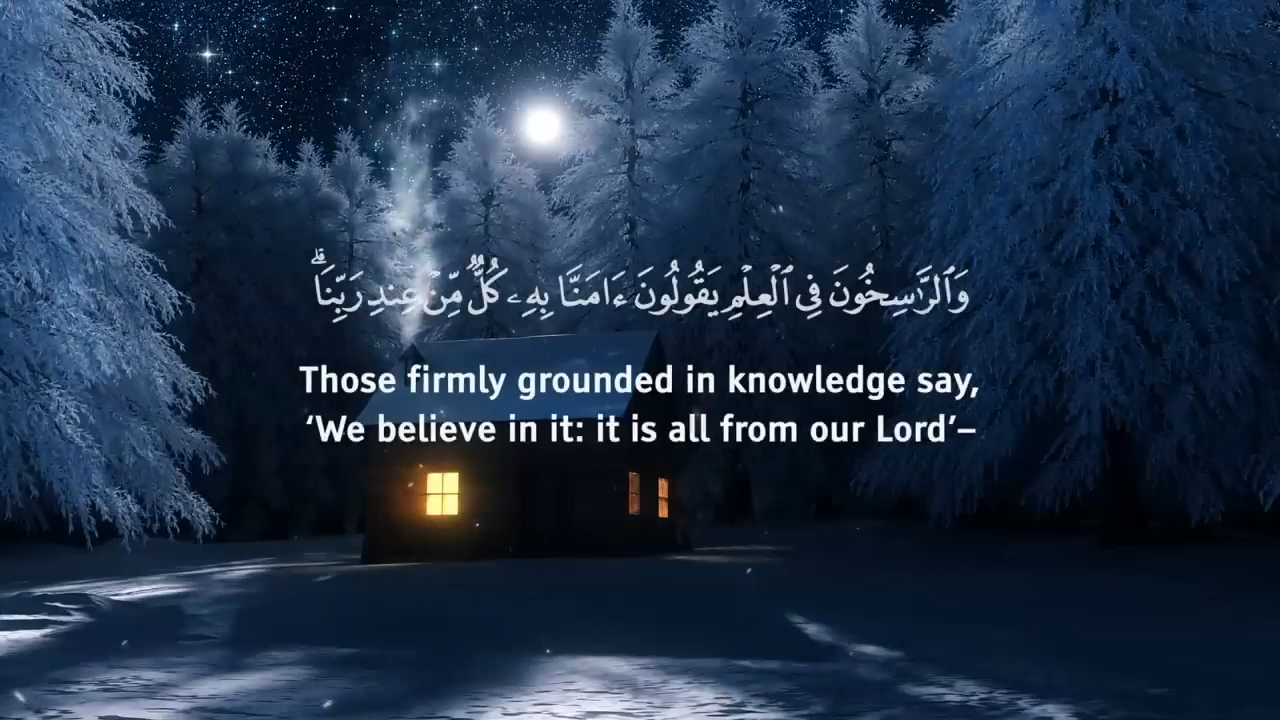 وَٱلرَّٰسِخُونَ فِى ٱلْعِلْمِ يَقُولُونَ ءَامَنَّا بِهِۦ كُلٌّ مِّنْ عِندِ رَبِّنَا ۗ
Those firmly grounded in knowledge say,
‘We believe in it: it is all from our Lord’–